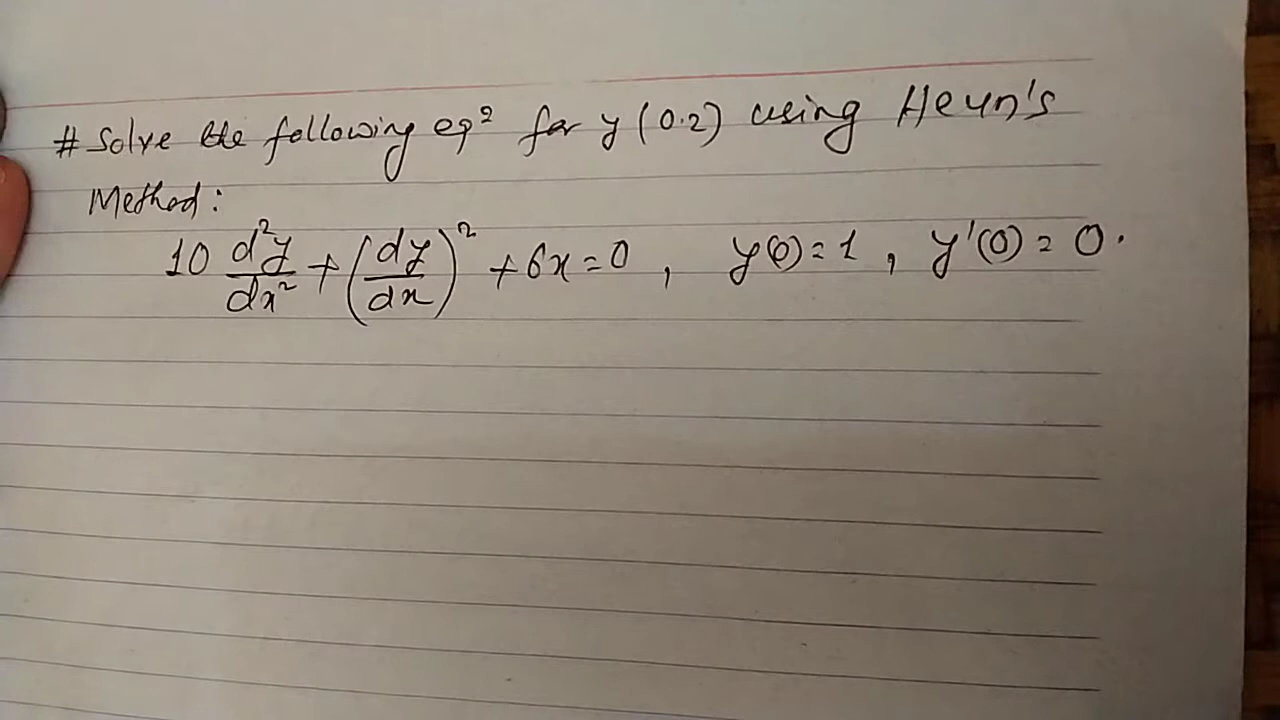 # Solve the following eqn for y(0.2) using Heun's
Method:
10 d²y/dx² + (dy/dx)² + 6x = 0 , y(0) = 1 , y'(0) = 0.